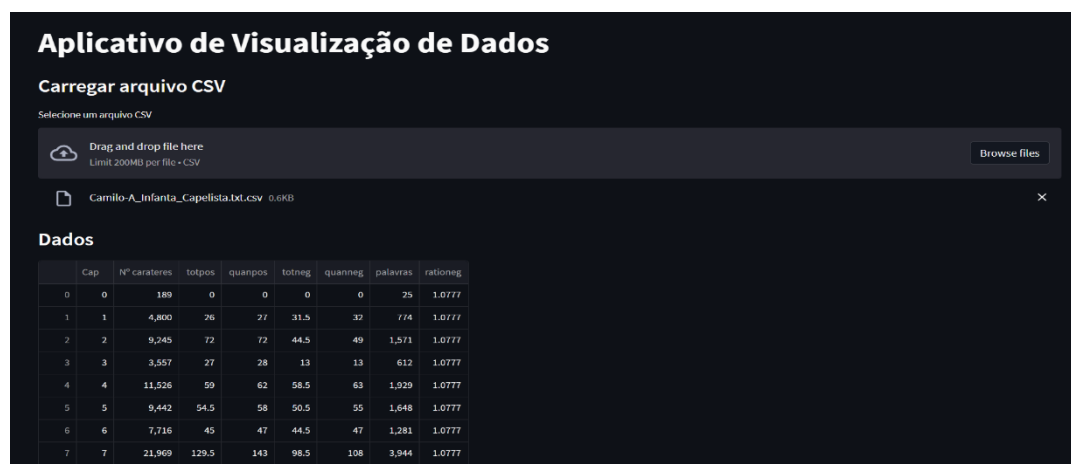 Aplicativo de Visualização de Dados
Carregar arquivo CSV
Selecione um arquivo CSV
Drag and drop file here
Limit 200MB per file • CSV
Browse files
Camilo-A_Infanta_Capelista.txt.csv 0.6KB
Dados
Cap Nº carateres totpos quanpos totneg quanneg palavras rationeg
0 0 189 0 0 0 0 25 1.0777
1 1 4,800 26 27 31.5 32 774 1.0777
2 2 9,245 72 72 44.5 49 1,571 1.0777
3 3 3,557 27 28 13 13 612 1.0777
4 4 11,526 59 62 58.5 63 1,929 1.0777
5 5 9,442 54.5 58 50.5 55 1,648 1.0777
6 6 7,716 45 47 44.5 47 1,281 1.0777
7 7 21,969 129.5 143 98.5 108 3,944 1.0777